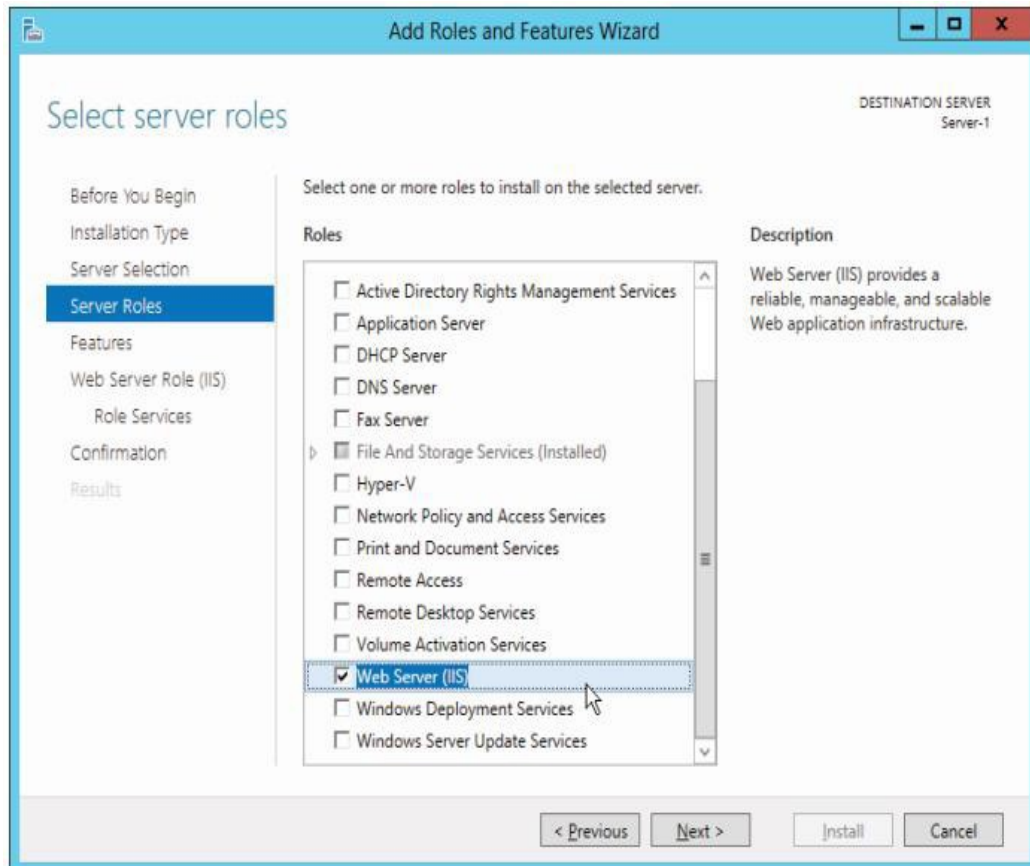 Add Roles and Features Wizard
Select server roles
DESTINATION SERVER
Server-1
Before You Begin
Installation Type
Server Selection
Server Roles
Features
Web Server Role (IIS)
Role Services
Confirmation
Results
Select one or more roles to install on the selected server.
Roles
Active Directory Rights Management Services
Application Server
DHCP Server
DNS Server
Fax Server
File And Storage Services (Installed)
Hyper-V
Network Policy and Access Services
Print and Document Services
Remote Access
Remote Desktop Services
Volume Activation Services
Web Server (IIS)
Windows Deployment Services
Windows Server Update Services
Description
Web Server (IIS) provides a
reliable, manageable, and scalable
Web application infrastructure.
< Previous
Next >
Install
Cancel